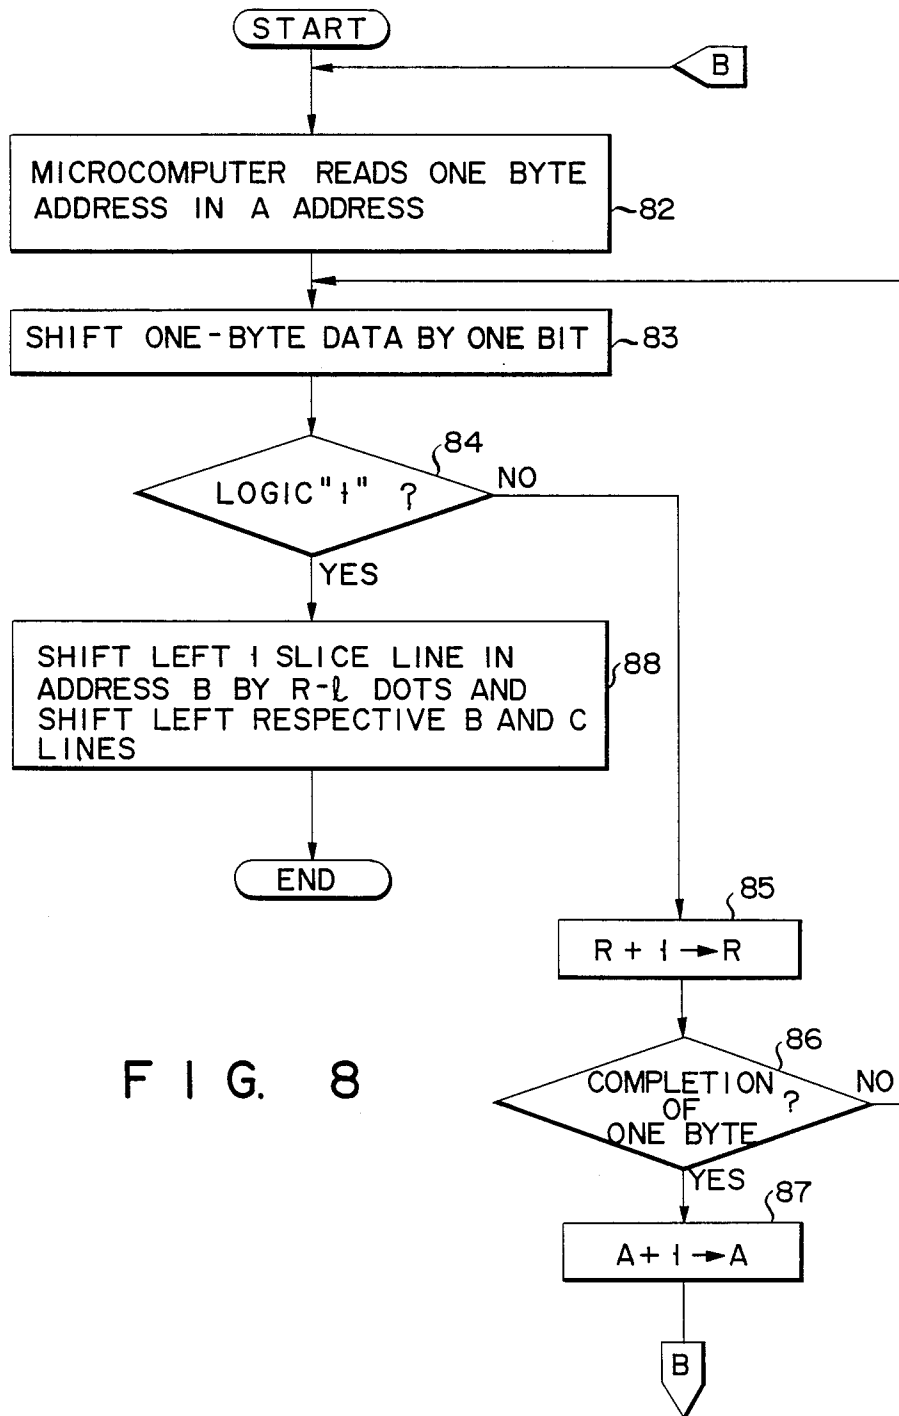 START
B
MICROCOMPUTER READS ONE BYTE
ADDRESS IN A ADDRESS
82
SHIFT ONE-BYTE DATA BY ONE BIT
83
84
LOGIC "1" ?
NO
YES
SHIFT LEFT 1 SLICE LINE IN
ADDRESS B BY R-ℓ DOTS AND
SHIFT LEFT RESPECTIVE B AND C
LINES
88
END
85
R + 1 → R
86
COMPLETION
OF
ONE BYTE
?
NO
YES
87
A + 1 → A
B
FIG. 8